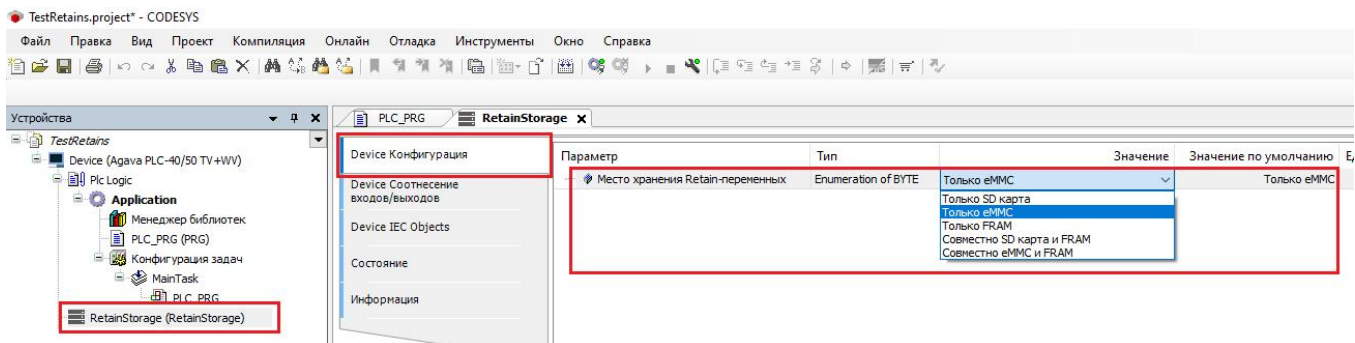 TestRetains.project* - CODESYS
Файл Правка Вид Проект Компиляция Онлайн Отладка Инструменты Окно Справка
Устройства
TestRetains
Device (Agava PLC-40/50 TV+WV)
Plc Logic
Application
Менеджер библиотек
PLC_PRG (PRG)
Конфигурация задач
MainTask
PLC_PRG
RetainStorage (RetainStorage)
PLC_PRG RetainStorage
Device Конфигурация
Device Соотнесение
входов/выходов
Device IEC Objects
Состояние
Информация
Параметр Тип Значение Значение по умолчанию
Место хранения Retain-переменных Enumeration of BYTE Только eMMC Только eMMC
Только SD карта
Только eMMC
Только FRAM
Совместно SD карта и FRAM
Совместно eMMC и FRAM